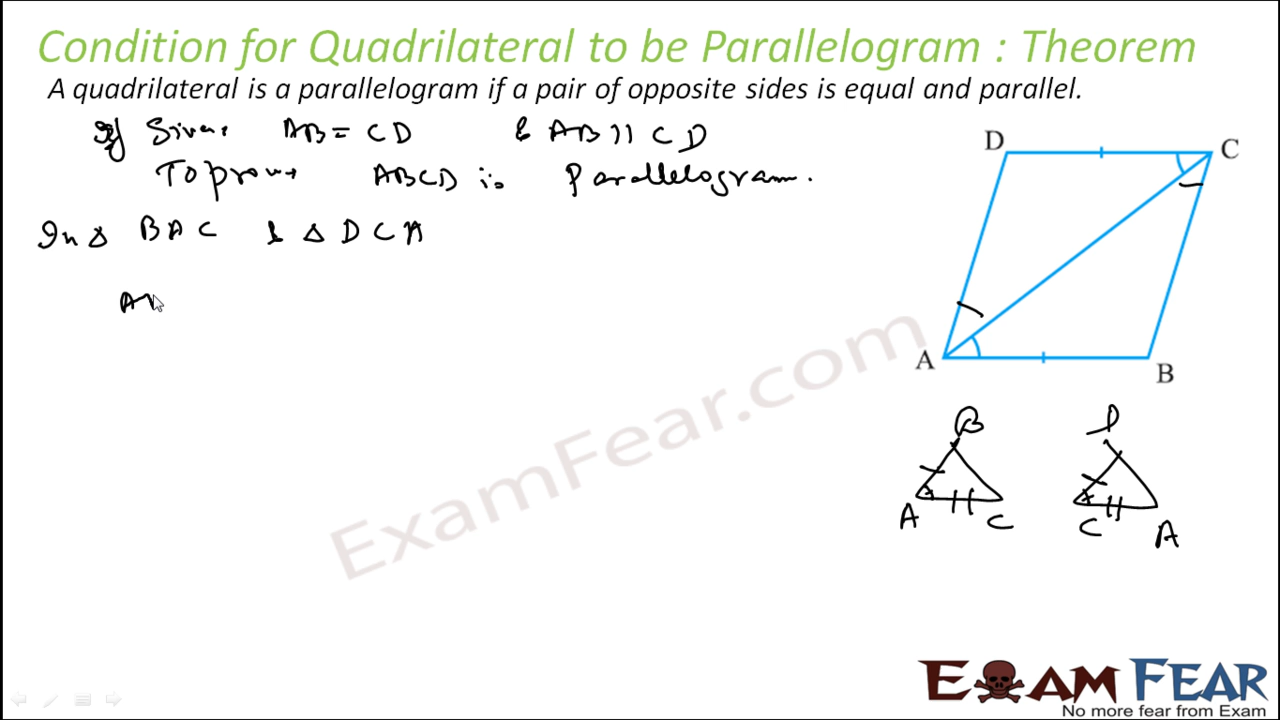 Condition for Quadrilateral to be Parallelogram : Theorem
A quadrilateral is a parallelogram if a pair of opposite sides is equal and parallel.
If Given AB = CD & AB || CD
To prove ABCD is Parallelogram.
In Δ BAC & Δ DCA
D
C
A
B
B
A
C
D
C
A
ExamFear.com
EXAM FEAR
No more fear from Exam